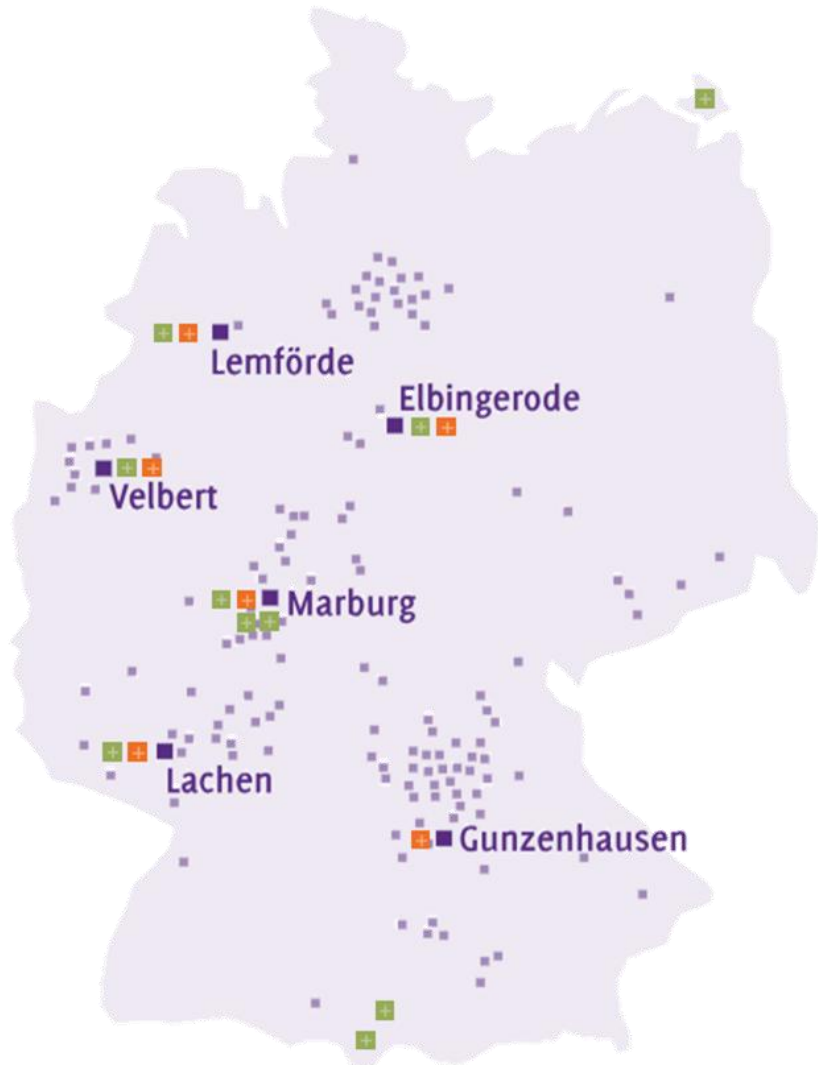 Lemförde
Elbingerode
Velbert
Marburg
Lachen
Gunzenhausen